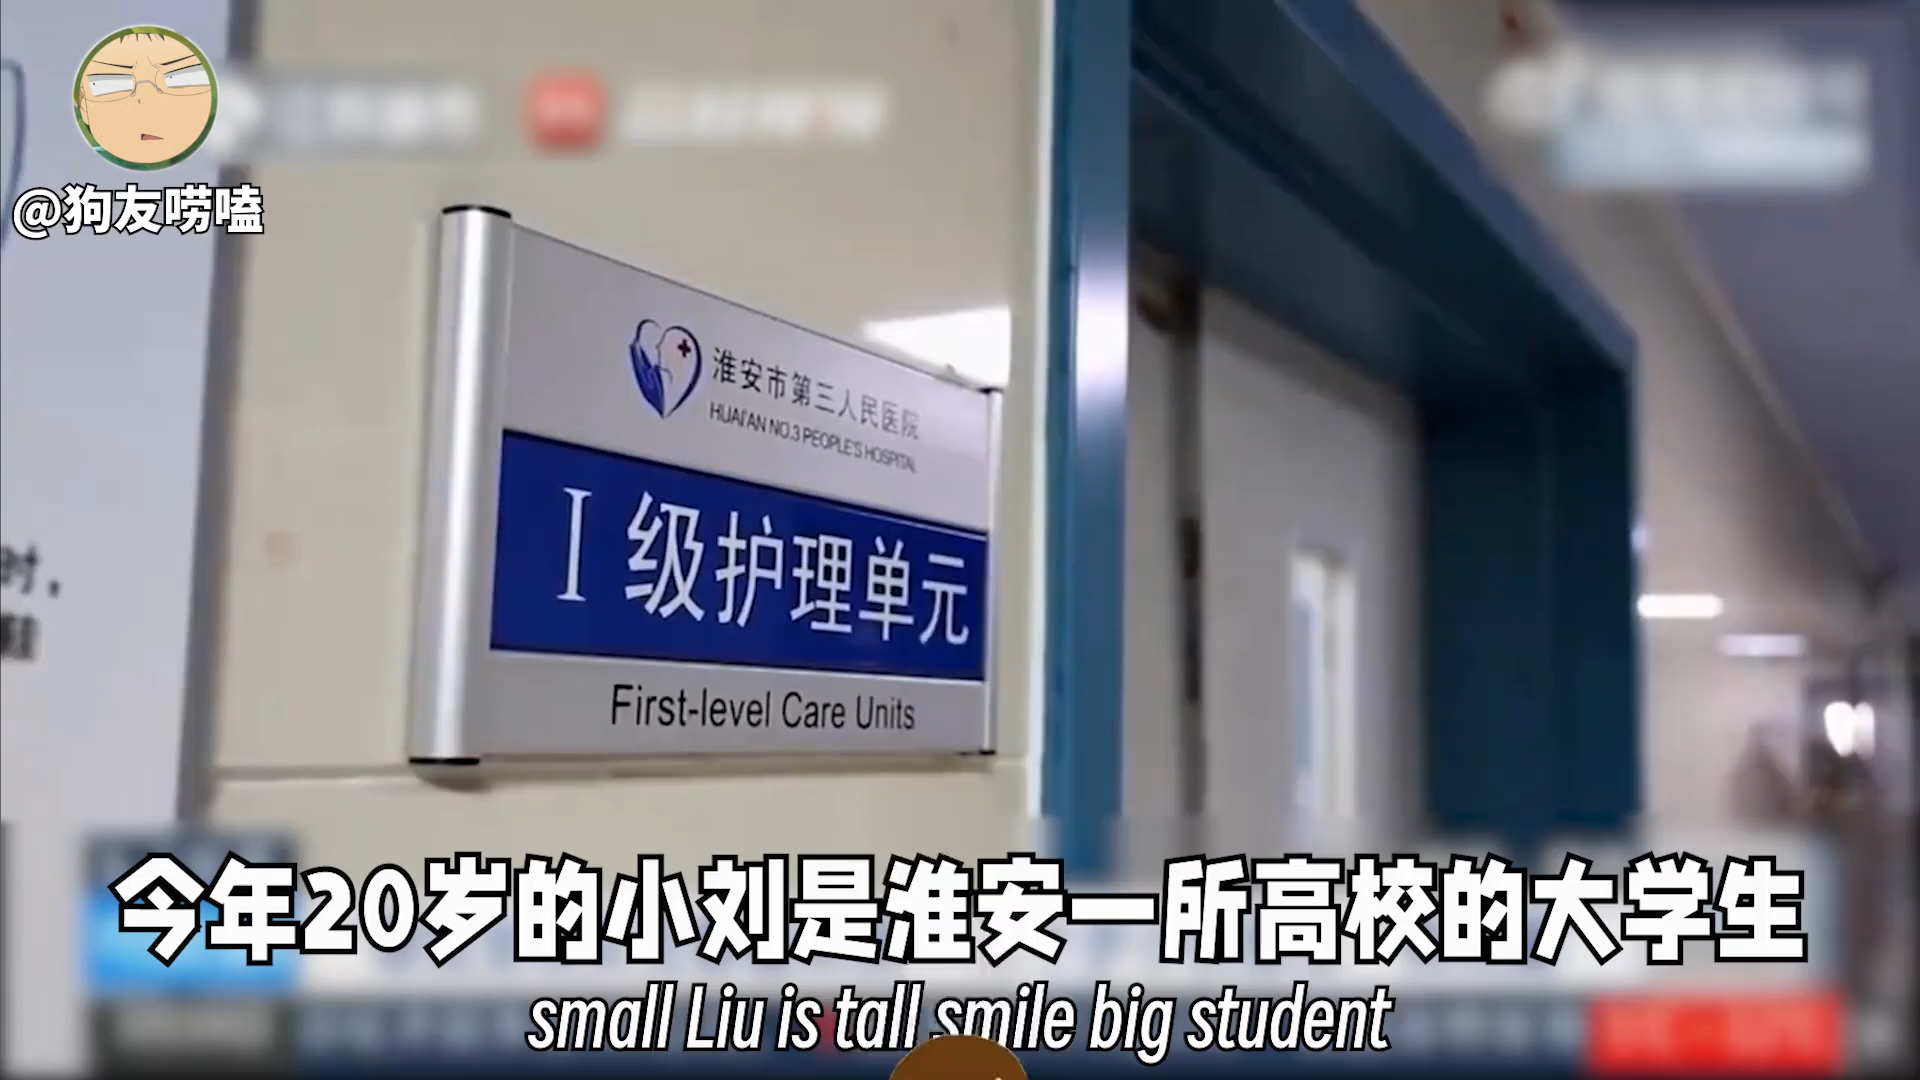 @狗友唠嗑
淮安市第三人民医院
HUAI'AN NO.3 PEOPLE'S HOSPITAL
I 级护理单元
First-level Care Units
时，
今年20岁的小刘是淮安一所高校的大学生
small Liu is tall smile big student